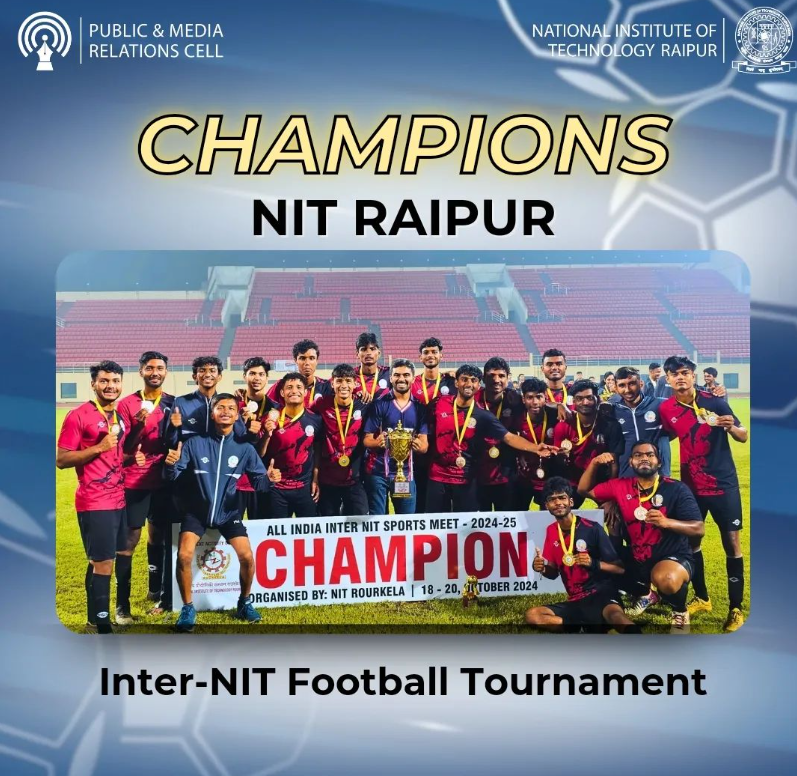 PUBLIC & MEDIA
RELATIONS CELL
NATIONAL INSTITUTE OF
TECHNOLOGY RAIPUR
CHAMPIONS
NIT RAIPUR
ALL INDIA INTER NIT SPORTS MEET - 2024-25
CHAMPION
ORGANISED BY: NIT ROURKELA | 18 - 20, OCTOBER 2024
Inter-NIT Football Tournament